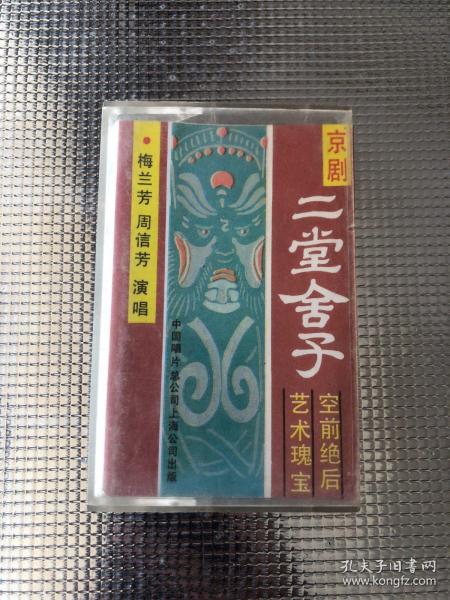 京剧
二堂舍子
空前绝后
艺术瑰宝
•梅兰芳 周信芳 演唱
中国唱片总公司上海公司出版
孔夫子旧书网
www.kongfz.com